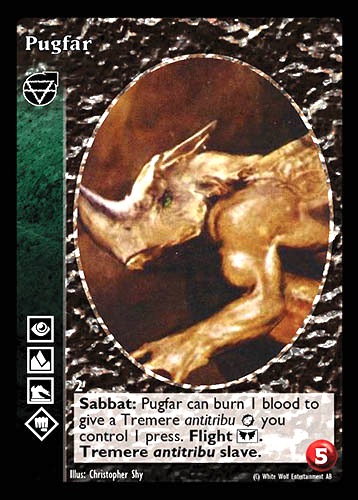 Pugfar
2
Sabbat: Pugfar can burn 1 blood to
give a Tremere antitribu you
control 1 press. Flight .
Tremere antitribu slave.
5
Illus: Christopher Shy
(C) White Wolf Entertainment AB